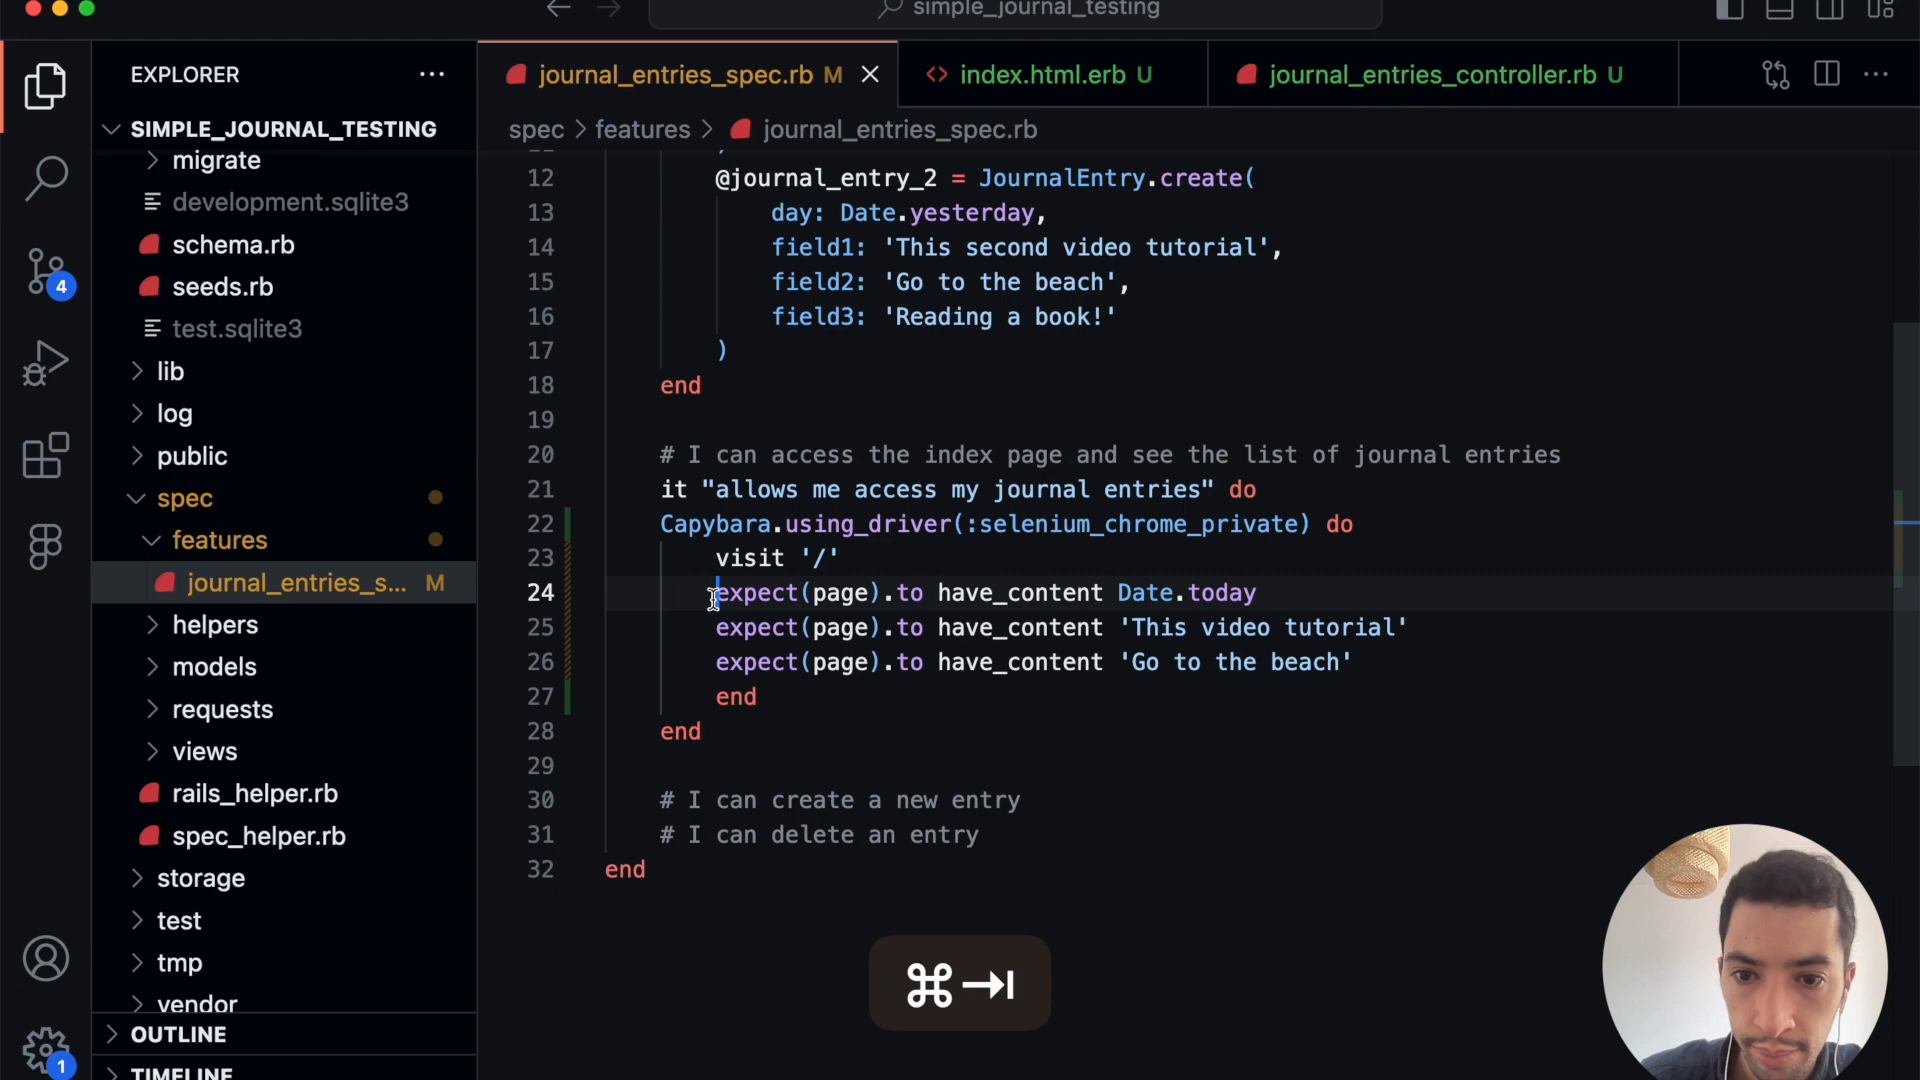 simple_journal_testing
EXPLORER
SIMPLE_JOURNAL_TESTING
migrate
development.sqlite3
schema.rb
seeds.rb
test.sqlite3
lib
log
public
spec
features
journal_entries_s... M
helpers
models
requests
views
rails_helper.rb
spec_helper.rb
storage
test
tmp
vendor
OUTLINE
TIMELINE
4
1
journal_entries_spec.rb M
index.html.erb U
journal_entries_controller.rb U
spec > features > journal_entries_spec.rb
12 @journal_entry_2 = JournalEntry.create(
13 day: Date.yesterday,
14 field1: 'This second video tutorial',
15 field2: 'Go to the beach',
16 field3: 'Reading a book!'
17 )
18 end
19
20 # I can access the index page and see the list of journal entries
21 it "allows me access my journal entries" do
22 Capybara.using_driver(:selenium_chrome_private) do
23 visit '/'
24 expect(page).to have_content Date.today
25 expect(page).to have_content 'This video tutorial'
26 expect(page).to have_content 'Go to the beach'
27 end
28 end
29
30 # I can create a new entry
31 # I can delete an entry
32 end